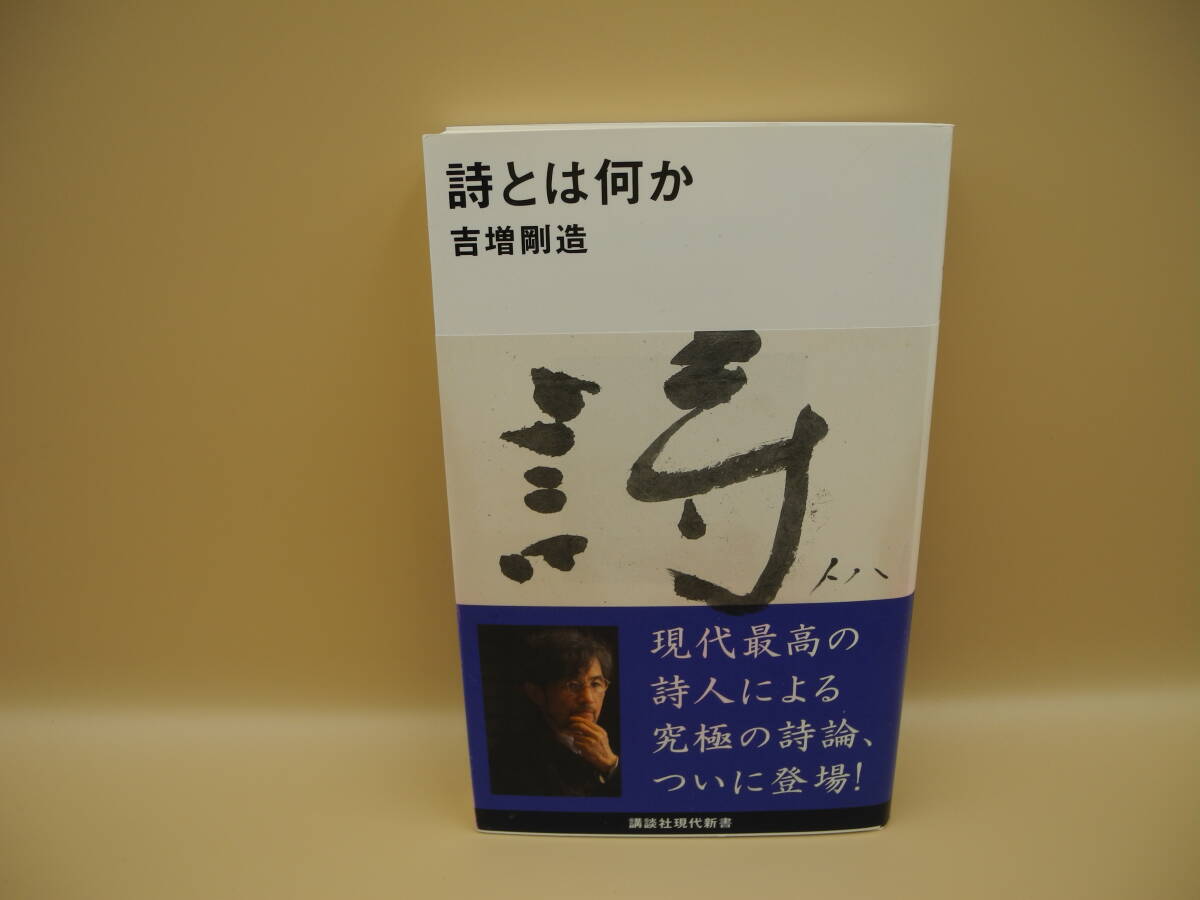 詩とは何か
吉増剛造
詩
現代最高の
詩人による
究極の詩論、
ついに登場!
講談社現代新書